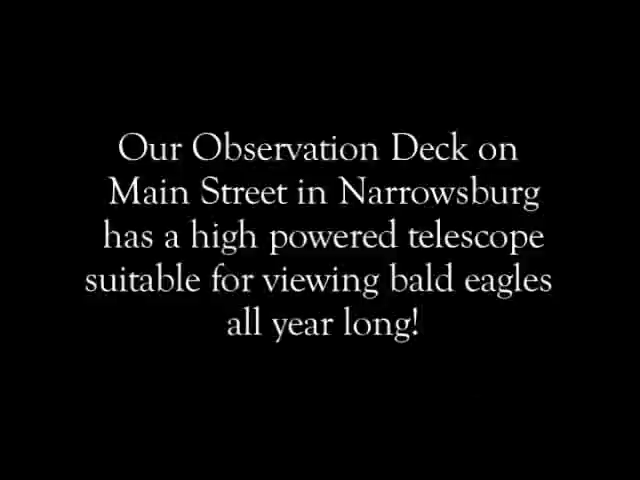 Our Observation Deck on
Main Street in Narrowsburg
has a high powered telescope
suitable for viewing bald eagles
all year long!